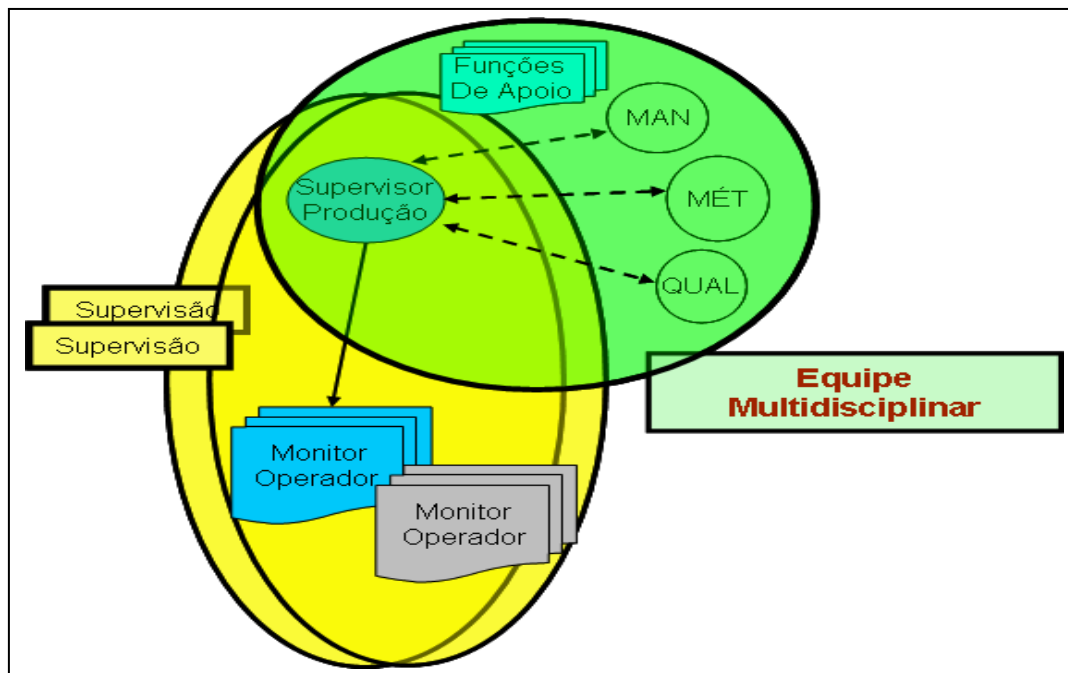 Funções
De Apoio
MAN
Supervisor
Produção
MÉT
QUAL
Supervisão
Supervisão
Equipe
Multidisciplinar
Monitor
Operador
Monitor
Operador